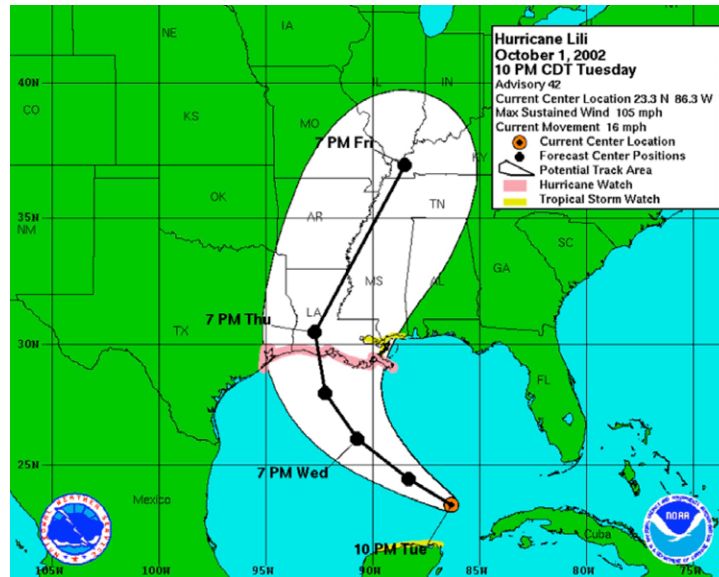 Hurricane Lili
October 1, 2002
10 PM CDT Tuesday
Advisory 42
Current Center Location 23.3 N 86.3 W
Max Sustained Wind 105 mph
Current Movement 16 mph
Current Center Location
Forecast Center Positions
Potential Track Area
Hurricane Watch
Tropical Storm Watch
NE
IA
40N
IL
IN
CO
KS
MO
7 PM Fri
KY
OK
TN
35N
AR
NM
SC
MS
AL
GA
7 PM Thu
LA
TX
30N
FL
25N
7 PM Wed
Mexico
NOAA
Cuba
10 PM Tue
105W
100W
95W
90W
85W
80W
75W